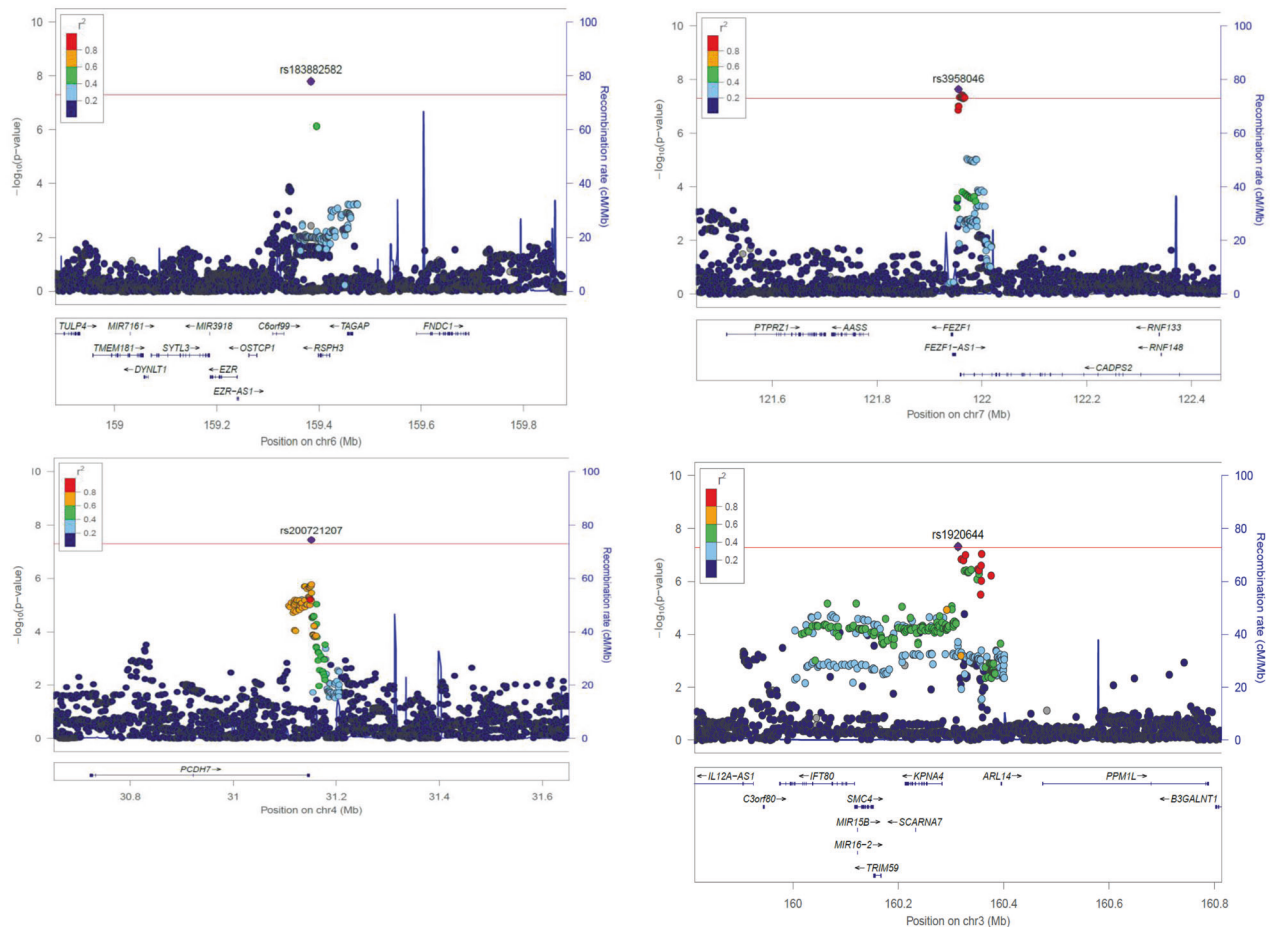 10
8
6
4
2
0
−log10(p−value)
r²
0.8
0.6
0.4
0.2
rs183882582
100
80
60
40
20
0
Recombination rate (cM/Mb)
TULP4→
MIR7161→
←MIR3918
C6orf99→
←TAGAP
FNDC1→
TMEM181→
SYTL3→
←OSTCP1
←RSPH3
←DYNLT1
←EZR
EZR−AS1→
159
159.2
159.4
159.6
159.8
Position on chr6 (Mb)
10
8
6
4
2
0
−log10(p−value)
r²
0.8
0.6
0.4
0.2
rs3958046
100
80
60
40
20
0
Recombination rate (cM/Mb)
PTPRZ1→
←AASS
←FEZF1
←RNF133
FEZF1−AS1→
←RNF148
←CADPS2
121.6
121.8
122
122.2
122.4
Position on chr7 (Mb)
10
8
6
4
2
0
−log10(p−value)
r²
0.8
0.6
0.4
0.2
rs200721207
100
80
60
40
20
0
Recombination rate (cM/Mb)
PCDH7→
30.8
31
31.2
31.4
31.6
Position on chr4 (Mb)
10
8
6
4
2
0
−log10(p−value)
r²
0.8
0.6
0.4
0.2
rs1920644
100
80
60
40
20
0
Recombination rate (cM/Mb)
←IL12A−AS1
←IFT80
←KPNA4
ARL14→
PPM1L→
C3orf80→
SMC4→
←B3GALNT1
MIR15B→
←SCARNA7
MIR16−2→
←TRIM59
160
160.2
160.4
160.6
160.8
Position on chr3 (Mb)